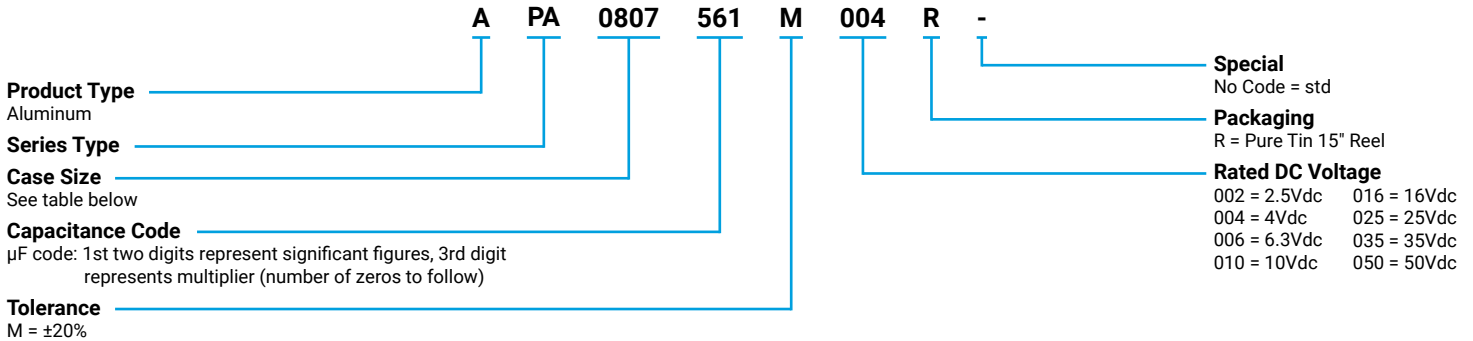 A PA 0807 561 M 004 R -
Product Type
Aluminum
Series Type
Case Size
See table below
Capacitance Code
µF code: 1st two digits represent significant figures, 3rd digit
represents multiplier (number of zeros to follow)
Tolerance
M = ±20%
Special
No Code = std
Packaging
R = Pure Tin 15" Reel
Rated DC Voltage
002 = 2.5Vdc 016 = 16Vdc
004 = 4Vdc 025 = 25Vdc
006 = 6.3Vdc 035 = 35Vdc
010 = 10Vdc 050 = 50Vdc